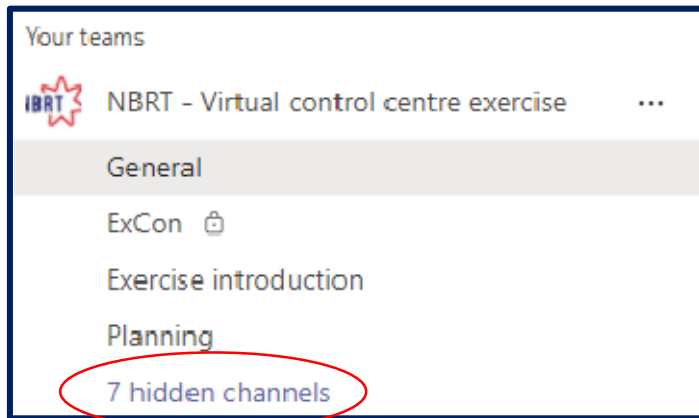 Your teams
NBRT NBRT - Virtual control centre exercise ...
General
ExCon
Exercise introduction
Planning
7 hidden channels